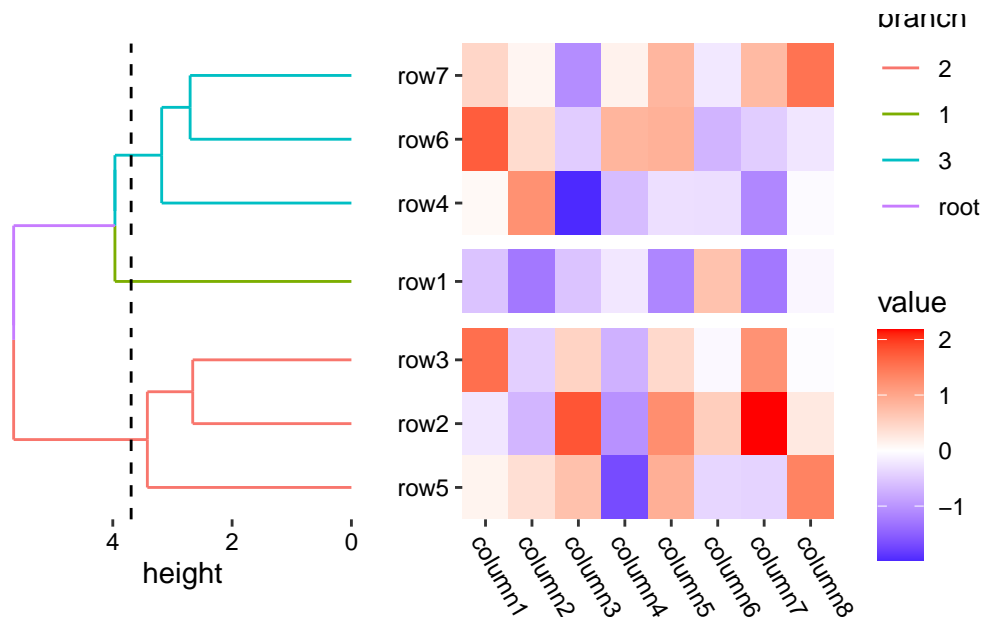 branch
2
1
3
root
row7
row6
row4
row1
row3
row2
row5
4
2
0
height
column1
column2
column3
column4
column5
column6
column7
column8
value
2
1
0
−1